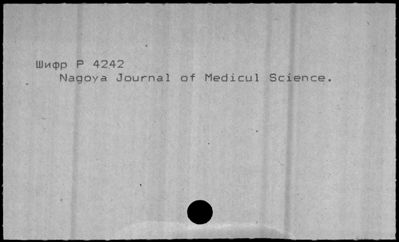 Шифр Р 4242
Nagoya Journal of Medicul Science.